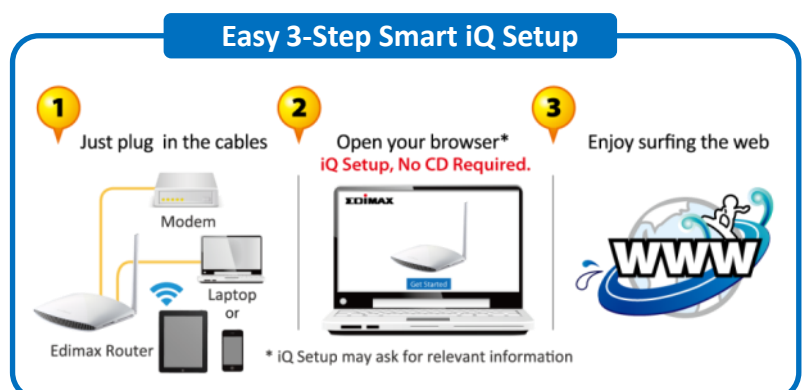 Easy 3-Step Smart iQ Setup
1
Just plug in the cables
Modem
Laptop
or
Edimax Router
2
Open your browser*
iQ Setup, No CD Required.
EDIMAX
Get Started
* iQ Setup may ask for relevant information
3
Enjoy surfing the web
WWW